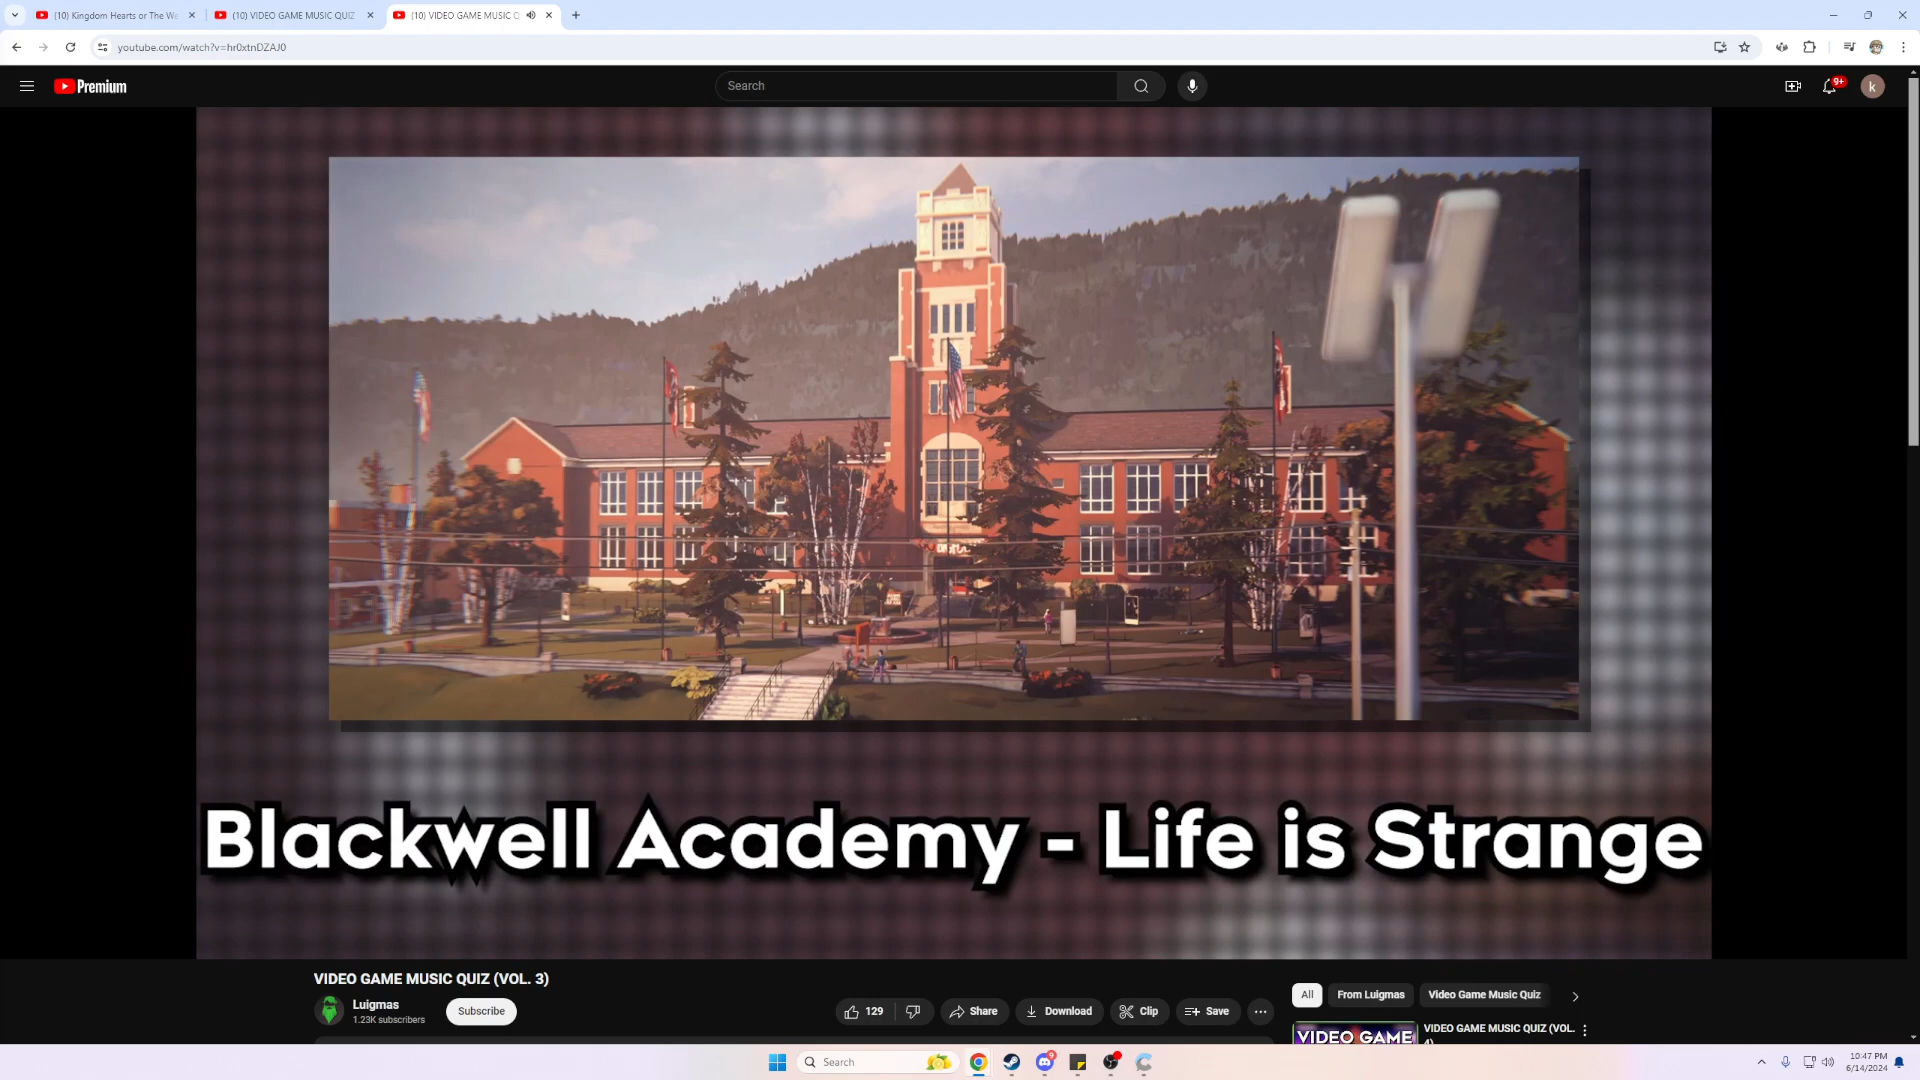 (10) Kingdom Hearts or The We
(10) VIDEO GAME MUSIC QUIZ
(10) VIDEO GAME MUSIC Q
youtube.com/watch?v=hr0xtnDZAJ0
Premium
Search
9+
k
Blackwell Academy - Life is Strange
VIDEO GAME MUSIC QUIZ (VOL. 3)
Luigmas
1.23K subscribers
Subscribe
129
Share
Download
Clip
Save
All
From Luigmas
Video Game Music Quiz
VIDEO GAME
VIDEO GAME MUSIC QUIZ (VOL.
4)
Search
9
10:47 PM
6/14/2024